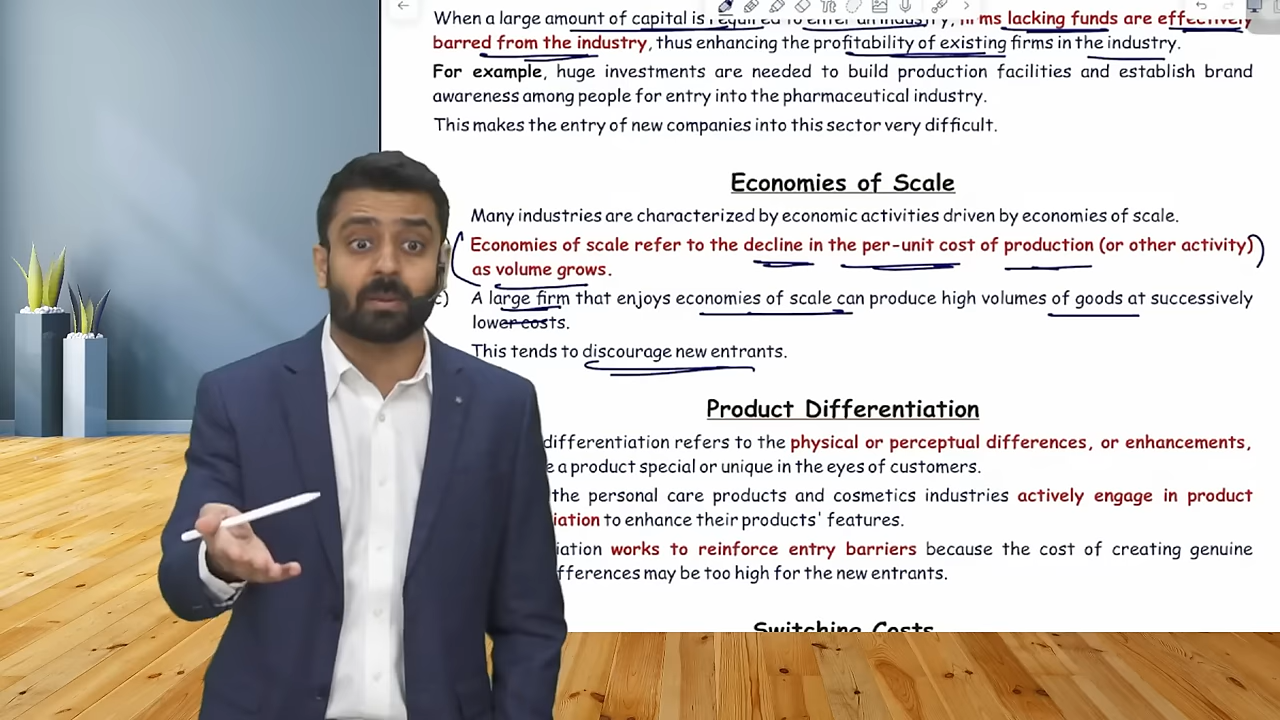 When a large amount of capital is required to enter an industry, firms lacking funds are effectively
barred from the industry, thus enhancing the profitability of existing firms in the industry.
For example, huge investments are needed to build production facilities and establish brand
awareness among people for entry into the pharmaceutical industry.
This makes the entry of new companies into this sector very difficult.
Economies of Scale
Many industries are characterized by economic activities driven by economies of scale.
Economies of scale refer to the decline in the per-unit cost of production (or other activity)
as volume grows.
c) A large firm that enjoys economies of scale can produce high volumes of goods at successively
lower costs.
This tends to discourage new entrants.
Product Differentiation
differentiation refers to the physical or perceptual differences, or enhancements,
a product special or unique in the eyes of customers.
the personal care products and cosmetics industries actively engage in product
iation to enhance their products' features.
iation works to reinforce entry barriers because the cost of creating genuine
fferences may be too high for the new entrants.
Switching Costs